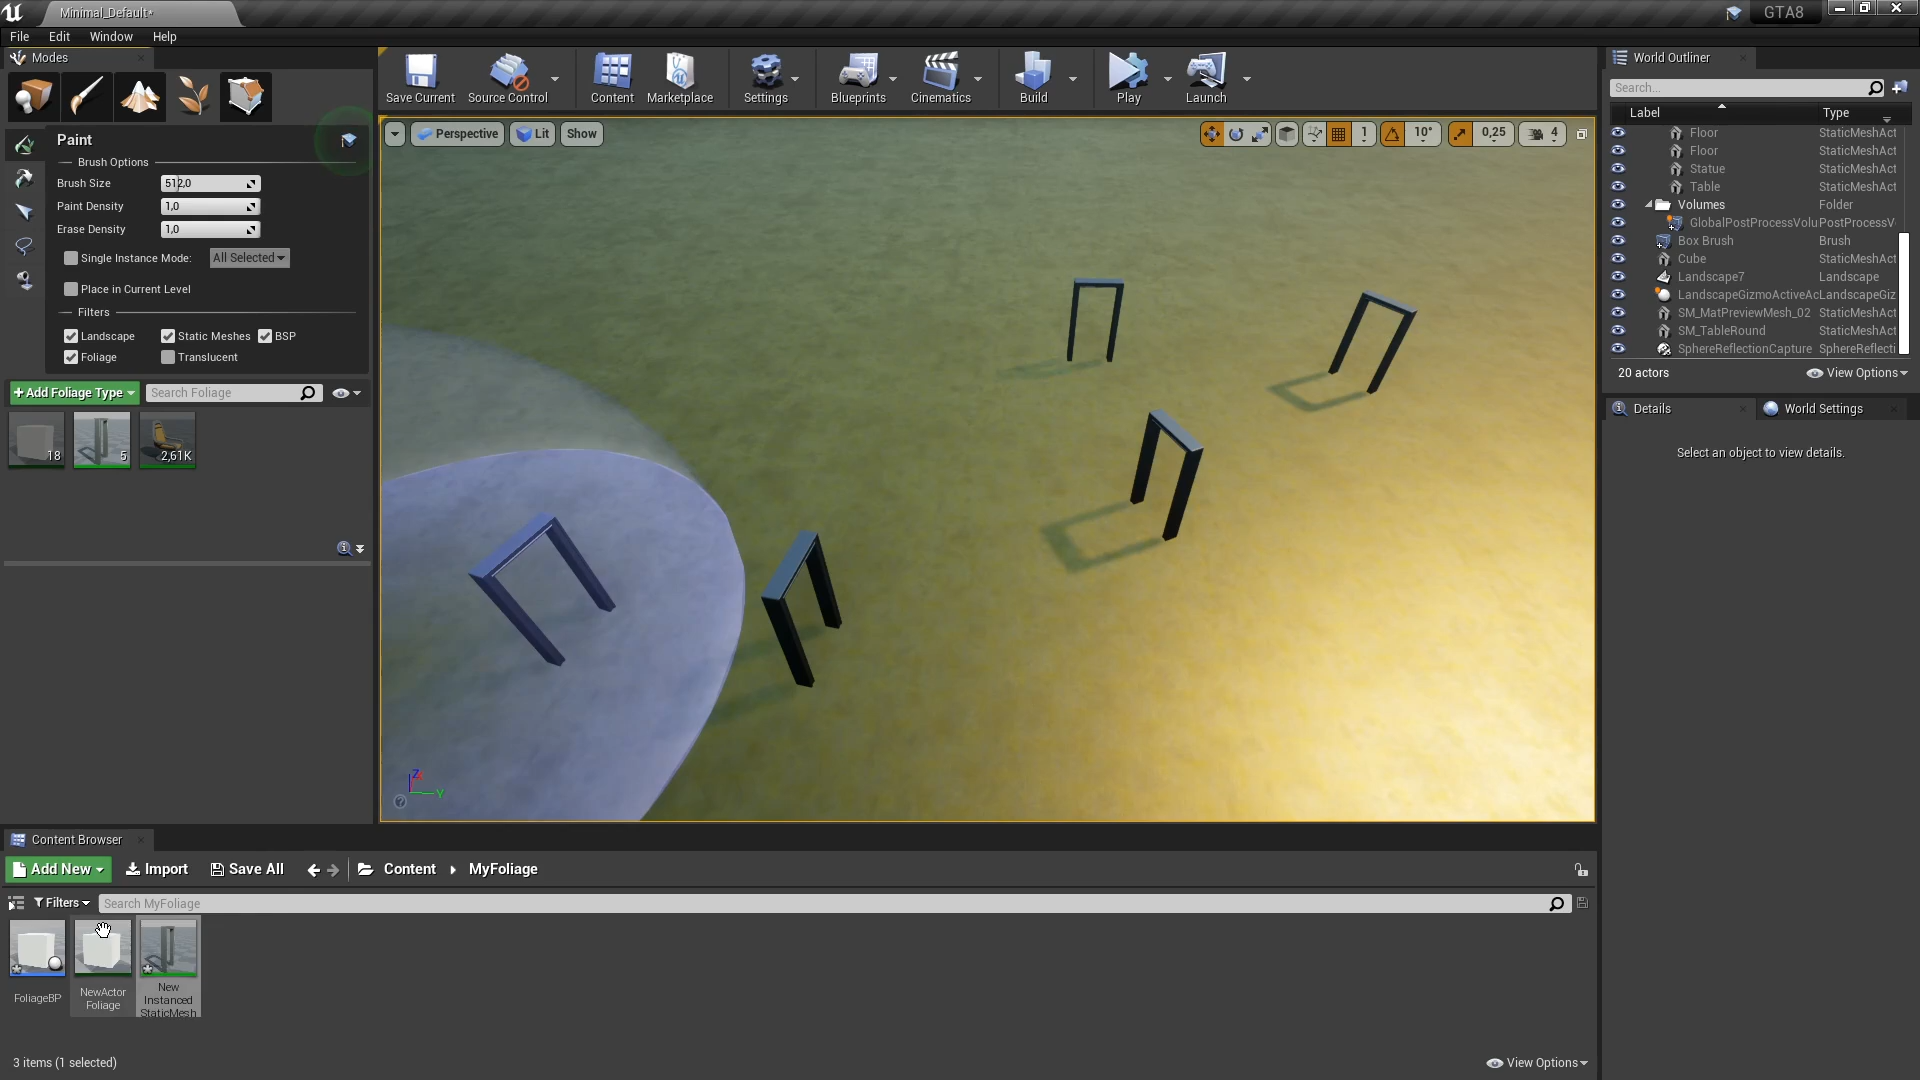 Minimal_Default*
GTA8
File Edit Window Help
Modes
Save Current
Source Control
Content
Marketplace
Settings
Blueprints
Cinematics
Build
Play
Launch
Perspective
Lit
Show
1
10°
0,25
4
Paint
Brush Options
Brush Size 512,0
Paint Density 1,0
Erase Density 1,0
Single Instance Mode: All Selected
Place in Current Level
Filters
Landscape Static Meshes BSP
Foliage Translucent
+ Add Foliage Type Search Foliage
18 5 2,61K
Z
Y
World Outliner
Search...
Label Type
Floor StaticMeshAct
Floor StaticMeshAct
Statue StaticMeshAct
Table StaticMeshAct
Volumes Folder
GlobalPostProcessVolu PostProcessV
Box Brush Brush
Cube StaticMeshAct
Landscape7 Landscape
LandscapeGizmoActiveAc LandscapeGiz
SM_MatPreviewMesh_02 StaticMeshAct
SM_TableRound StaticMeshAct
SphereReflectionCapture SphereReflecti
20 actors View Options
Details World Settings
Select an object to view details.
Content Browser
Add New Import Save All Content MyFoliage
Filters Search MyFoliage
FoliageBP
NewActor
Foliage
New
Instanced
StaticMesh
3 items (1 selected) View Options